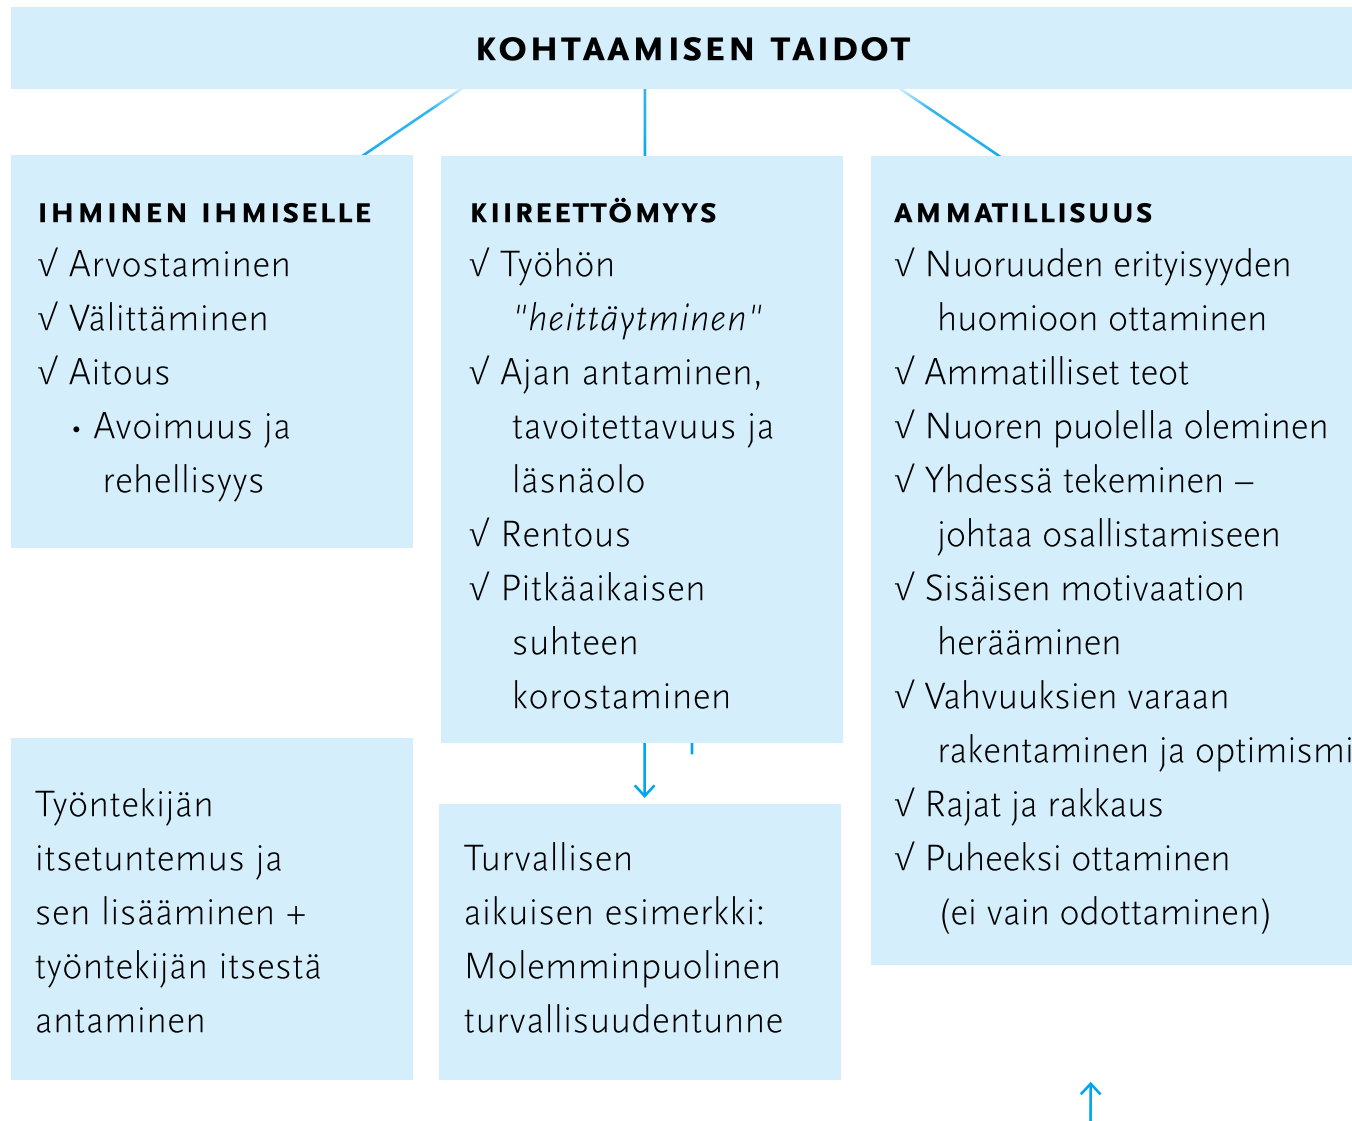 KOHTAAMISEN TAIDOT
IHMINEN IHMISELLE
√ Arvostaminen
√ Välittäminen
√ Aitous
• Avoimuus ja
rehellisyys
KIIREETTÖMYYS
√ Työhön
"heittäytminen"
√ Ajan antaminen,
tavoitettavuus ja
läsnäolo
√ Rentous
√ Pitkäaikaisen
suhteen
korostaminen
AMMATILLISUUS
√ Nuoruuden erityisyyden
huomioon ottaminen
√ Ammatilliset teot
√ Nuoren puolella oleminen
√ Yhdessä tekeminen –
johtaa osallistamiseen
√ Sisäisen motivaation
herääminen
√ Vahvuuksien varaan
rakentaminen ja optimismi
√ Rajat ja rakkaus
√ Puheeksi ottaminen
(ei vain odottaminen)
Työntekijän
itsetuntemus ja
sen lisääminen +
työntekijän itsestä
antaminen
Turvallisen
aikuisen esimerkki:
Molemminpuolinen
turvallisuudentunne